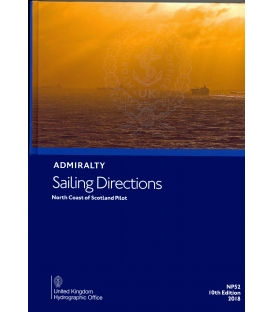 ADMIRALTY
Sailing Directions
North Coast of Scotland Pilot
United Kingdom
Hydrographic Office
NP52
10th Edition
2018